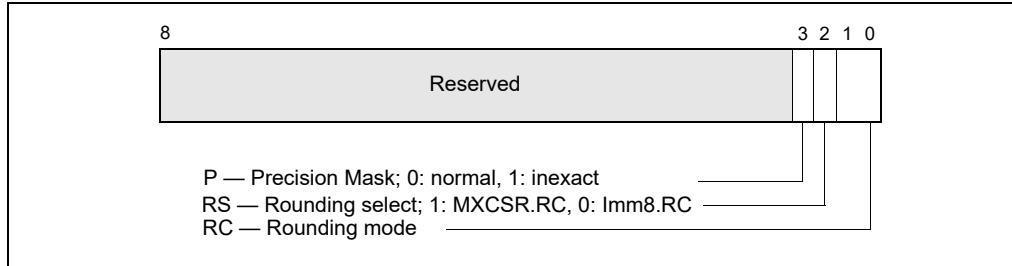 8 3 2 1 0
Reserved
P — Precision Mask; 0: normal, 1: inexact
RS — Rounding select; 1: MXCSR.RC, 0: Imm8.RC
RC — Rounding mode